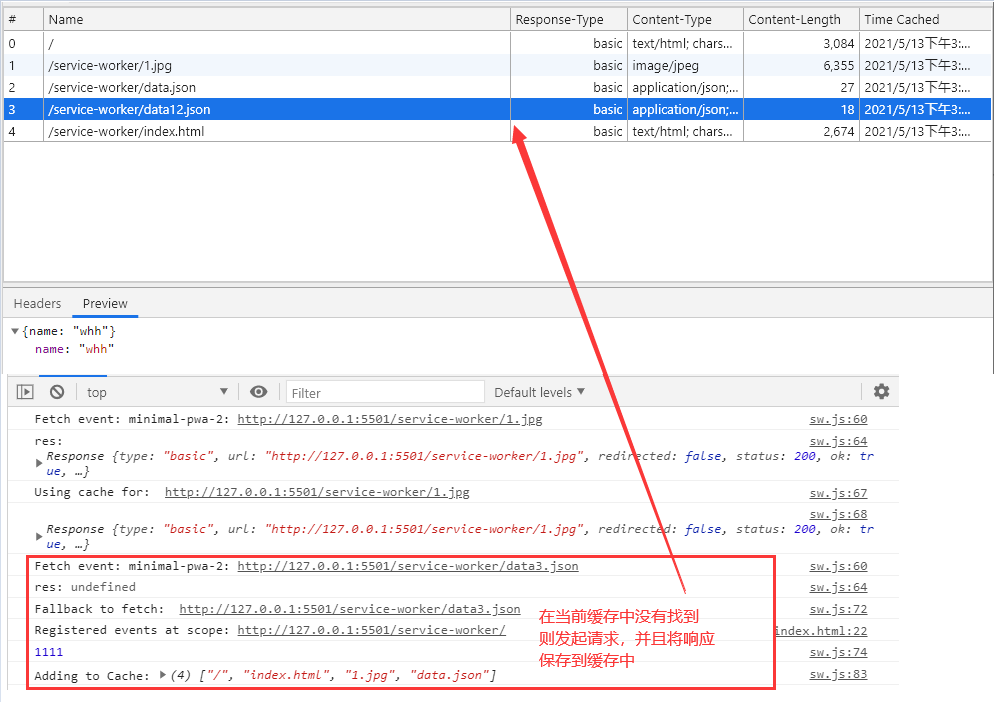 # Name Response-Type Content-Type Content-Length Time Cached
0 / basic text/html; chars... 3,084 2021/5/13下午3:...
1 /service-worker/1.jpg basic image/jpeg 6,355 2021/5/13下午3:...
2 /service-worker/data.json basic application/json;... 27 2021/5/13下午3:...
3 /service-worker/data12.json basic application/json;... 18 2021/5/13下午3:...
4 /service-worker/index.html basic text/html; chars... 2,674 2021/5/13下午3:...
Headers Preview
▼{name: "whh"}
name: "whh"
top ▼ Filter Default levels ▼
Fetch event: minimal-pwa-2: http://127.0.0.1:5501/service-worker/1.jpg sw.js:60
res: sw.js:64
▶ Response {type: "basic", url: "http://127.0.0.1:5501/service-worker/1.jpg", redirected: false, status: 200, ok: tr
ue, …}
Using cache for: http://127.0.0.1:5501/service-worker/1.jpg sw.js:67
sw.js:68
▶ Response {type: "basic", url: "http://127.0.0.1:5501/service-worker/1.jpg", redirected: false, status: 200, ok: tr
ue, …}
Fetch event: minimal-pwa-2: http://127.0.0.1:5501/service-worker/data3.json sw.js:60
res: undefined sw.js:64
Fallback to fetch: http://127.0.0.1:5501/service-worker/data3.json sw.js:72
Registered events at scope: http://127.0.0.1:5501/service-worker/ index.html:22
1111 sw.js:74
Adding to Cache: ▶(4) ["/", "index.html", "1.jpg", "data.json"] sw.js:83
在当前缓存中没有找到
则发起请求，并且将响应
保存到缓存中